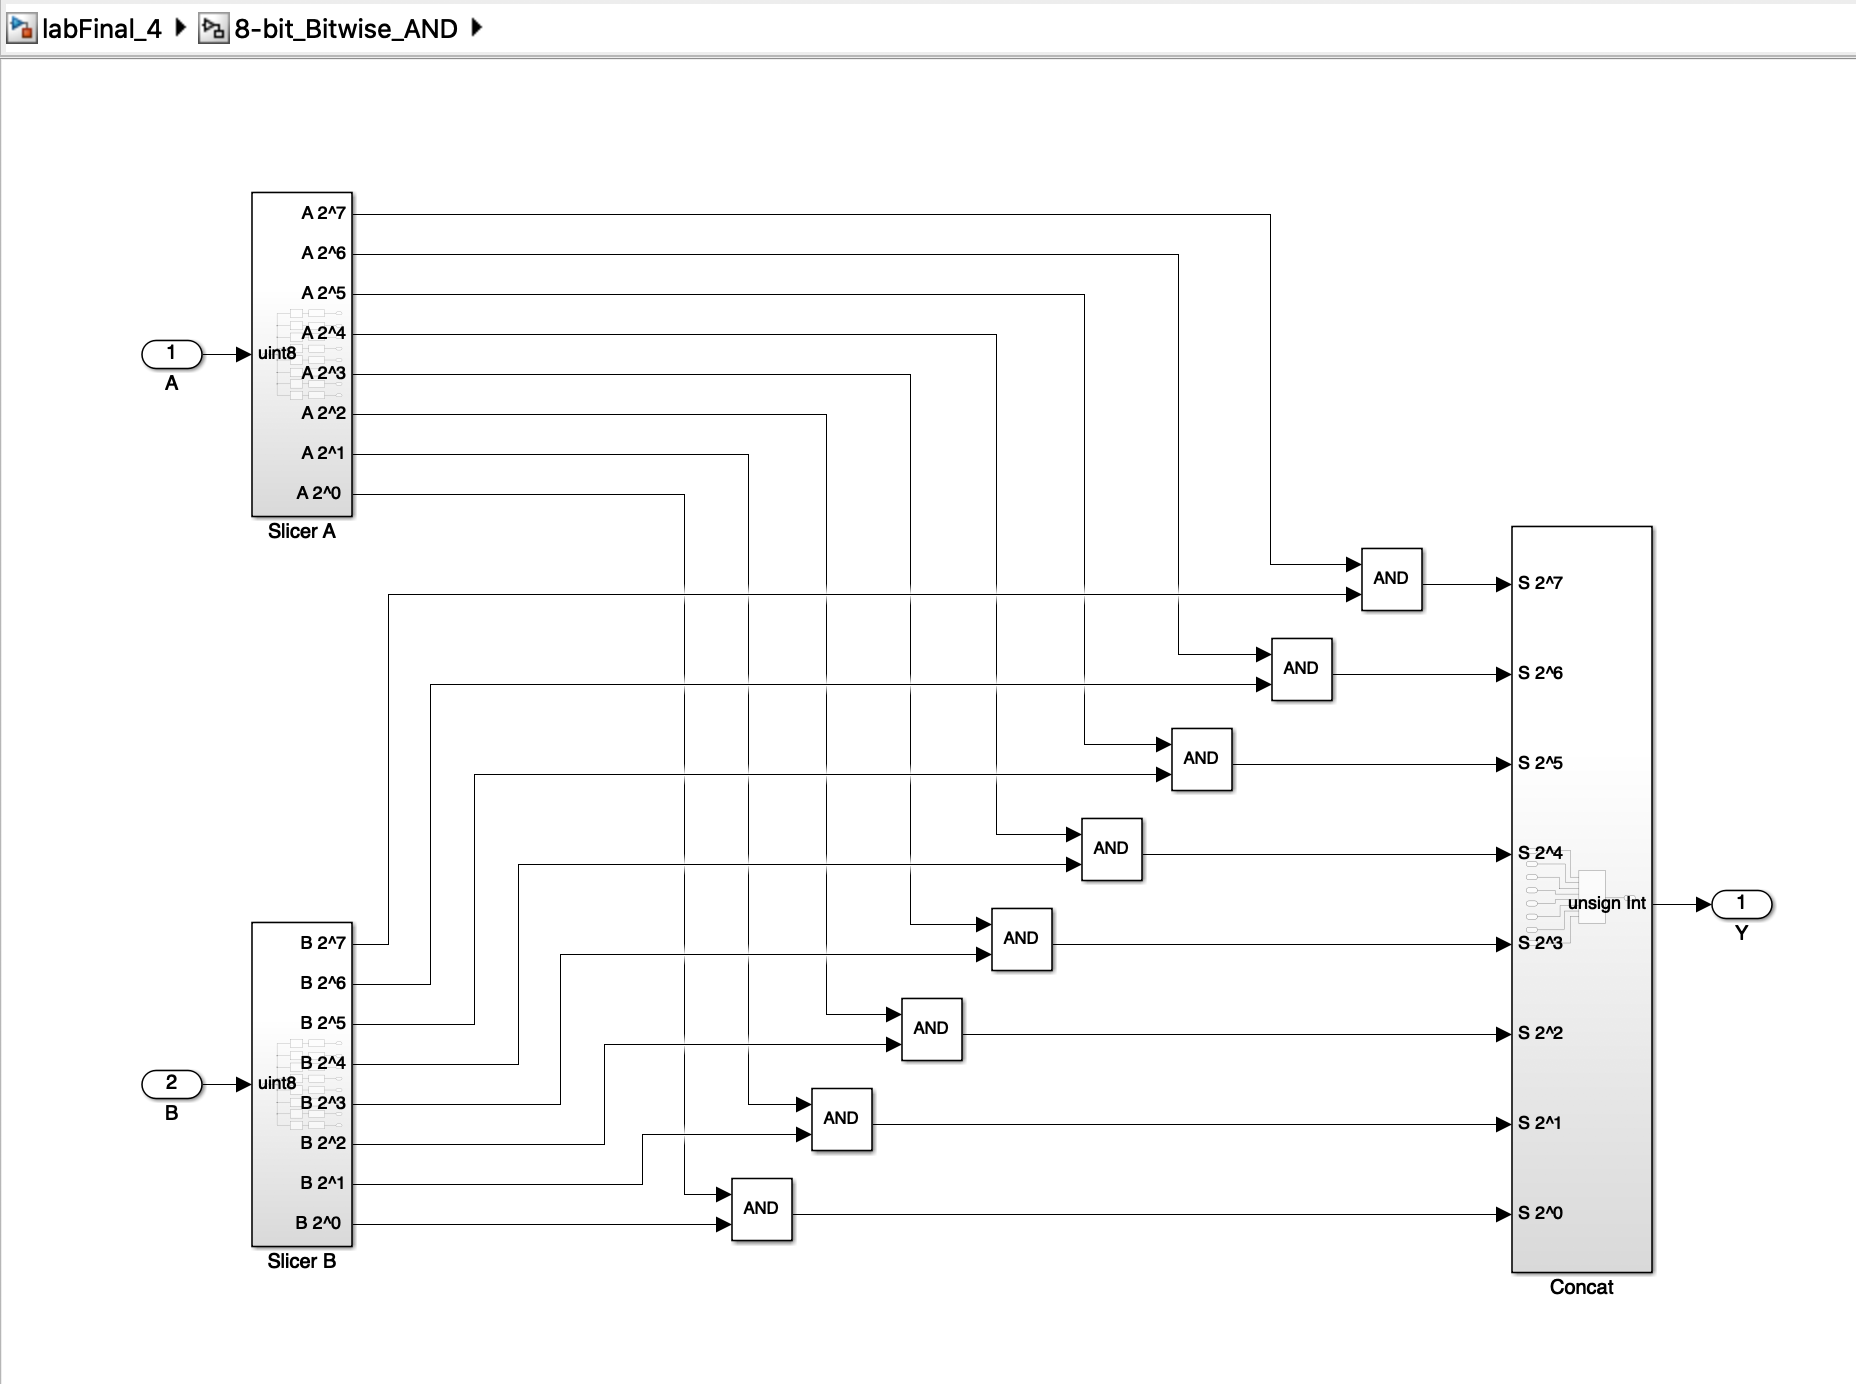 labFinal_4 8-bit_Bitwise_AND
A 2^7
A 2^6
A 2^5
A 2^4
1
uint8
A
A 2^3
A 2^2
A 2^1
A 2^0
Slicer A
AND
S 2^7
AND
S 2^6
AND
S 2^5
AND
S 2^4
unsign Int
1
Y
B 2^7
AND
S 2^3
B 2^6
B 2^5
AND
S 2^2
B 2^4
2
uint8
B
B 2^3
AND
S 2^1
B 2^2
B 2^1
B 2^0
AND
S 2^0
Slicer B
Concat